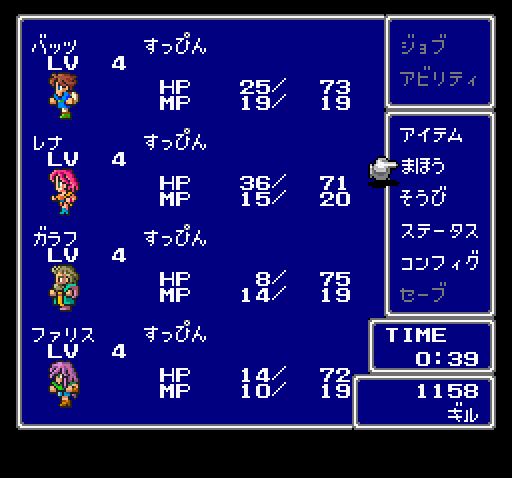 バッツ すっぴん
LV 4
HP 25/ 73
MP 19/ 19
レナ すっぴん
LV 4
HP 36/ 71
MP 15/ 20
ガラフ すっぴん
LV 4
HP 8/ 75
MP 14/ 19
ファリス すっぴん
LV 4
HP 14/ 72
MP 10/ 19
ジョブ
アビリティ
アイテム
まほう
そうび
ステータス
コンフィグ
セーブ
TIME
0:39
1158
ギル